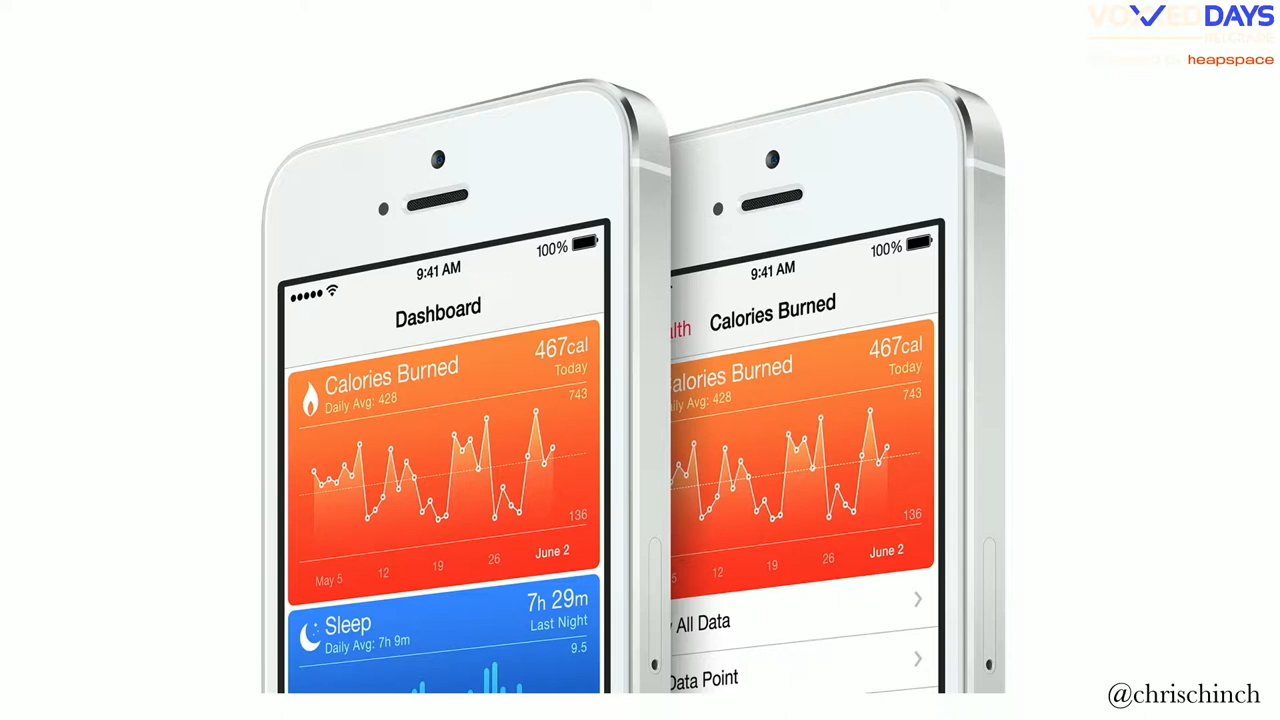 VOXXED DAYS
BELGRADE
heapspace
100%
9:41 AM
Dashboard
Calories Burned
Daily Avg: 428
467cal
Today
743
136
May 5
12
19
26
June 2
Sleep
Daily Avg: 7h 9m
7h 29m
Last Night
9.5
100%
9:41 AM
alth
Calories Burned
alories Burned
ily Avg: 428
467cal
Today
743
136
5
12
19
26
June 2
All Data
Data Point
@chrischinch